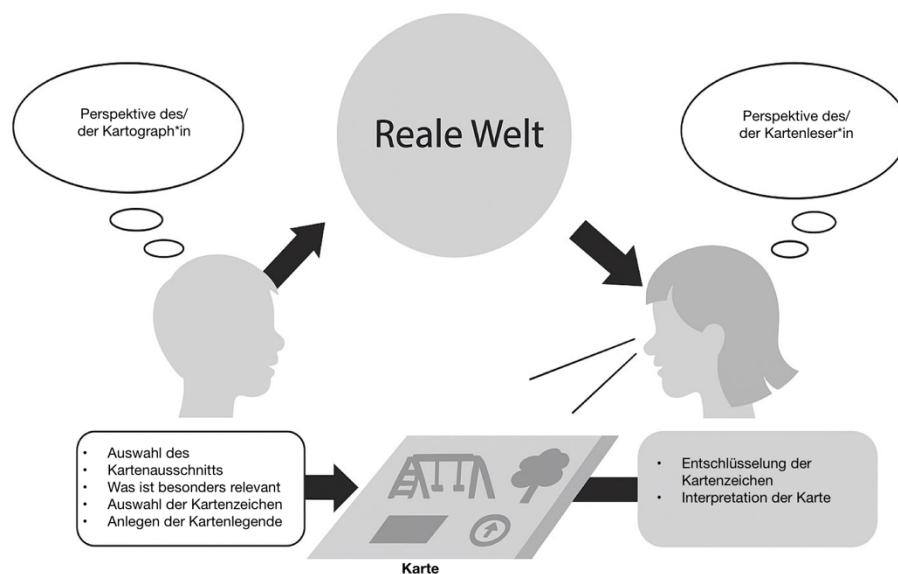 Perspektive des/
der Kartograph*in
Reale Welt
Perspektive des/
der Kartenleser*in
Auswahl des
Kartenausschnitts
Was ist besonders relevant
Auswahl der Kartenzeichen
Anlegen der Kartenlegende
Entschlüsselung der
Kartenzeichen
Interpretation der Karte
Karte